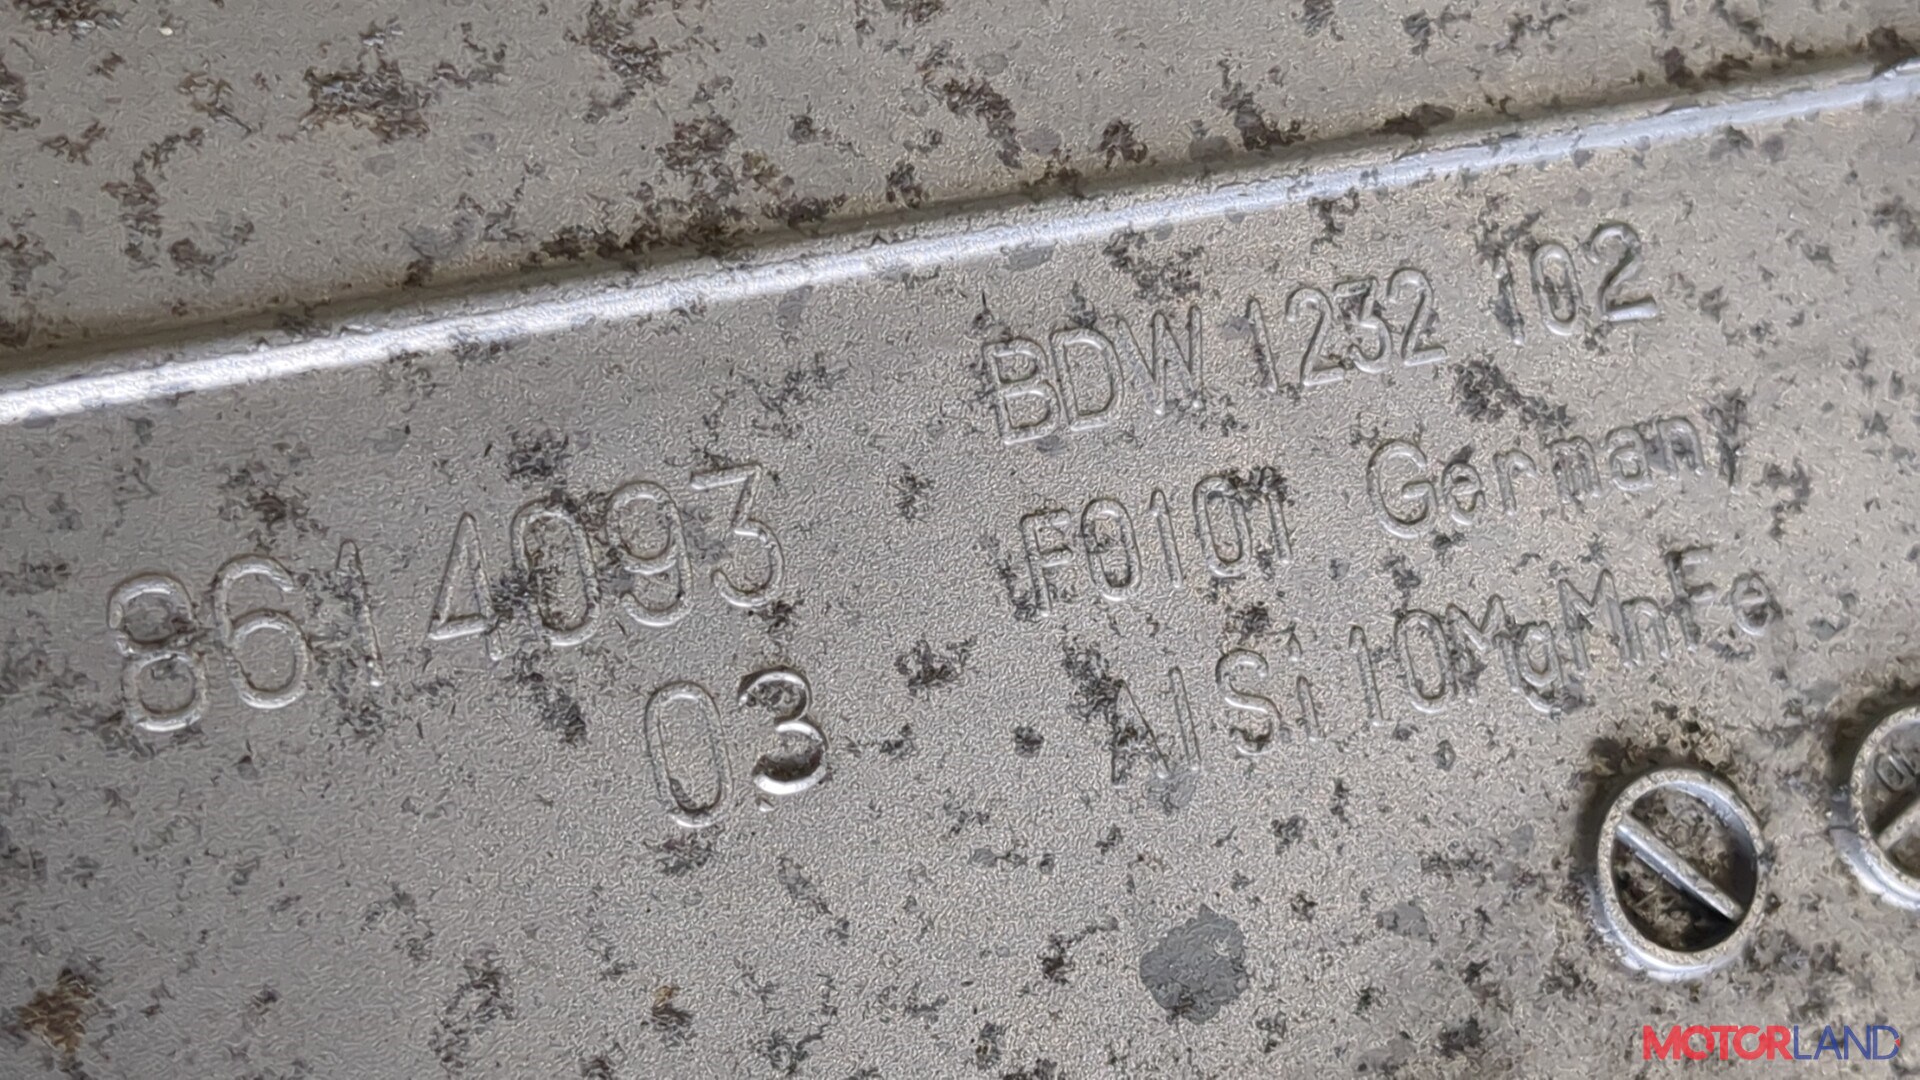 BDW 1232 102
8614093
F0101 Germany
03
AlSi10MgMnFe
MOTORLAND